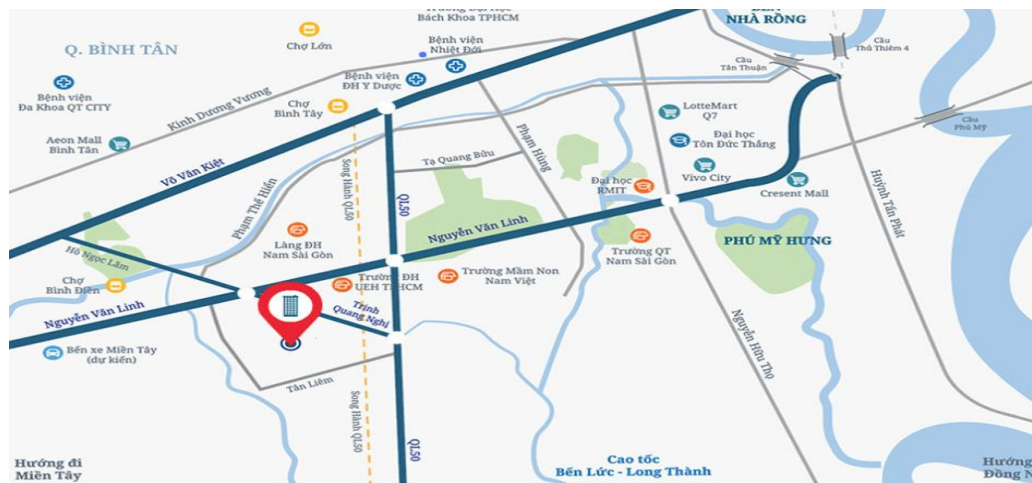 Trường Đại Học
Bách Khoa TPHCM
BẾN
NHÀ RỒNG
Cầu
Thủ Thiêm 4
Q. BÌNH TÂN
Chợ Lớn
Bệnh viện
Nhiệt Đới
Cầu
Tân Thuận
Bệnh viện
ĐH Y Dược
Bệnh viện
Đa Khoa QT CITY
Kinh Dương Vương
Chợ
Bình Tây
LotteMart
Q7
Cầu
Phú Mỹ
Aeon Mall
Bình Tân
Phạm Hùng
Đại học
Tôn Đức Thắng
Võ Văn Kiệt
Song Hành QL50
Tạ Quang Bửu
Vivo City
Đại học
RMIT
Cresent Mall
Phạm Thế Hiển
QL50
Huỳnh Tấn Phát
Nguyễn Văn Linh
Làng ĐH
Nam Sài Gòn
Trường QT
Nam Sài Gòn
PHÚ MỸ HƯNG
Hồ Ngọc Lãm
Chợ
Bình Điền
Trường ĐH
UEH TPHCM
Trường Mầm Non
Nam Việt
Nguyễn Văn Linh
Trịnh
Quang Nghị
Nguyễn Hữu Thọ
Bến xe Miền Tây
(dự kiến)
Tân Liêm
Song Hành QL50
QL50
Hướng đi
Miền Tây
Cao tốc
Bến Lức - Long Thành
Hướng
Đồng N